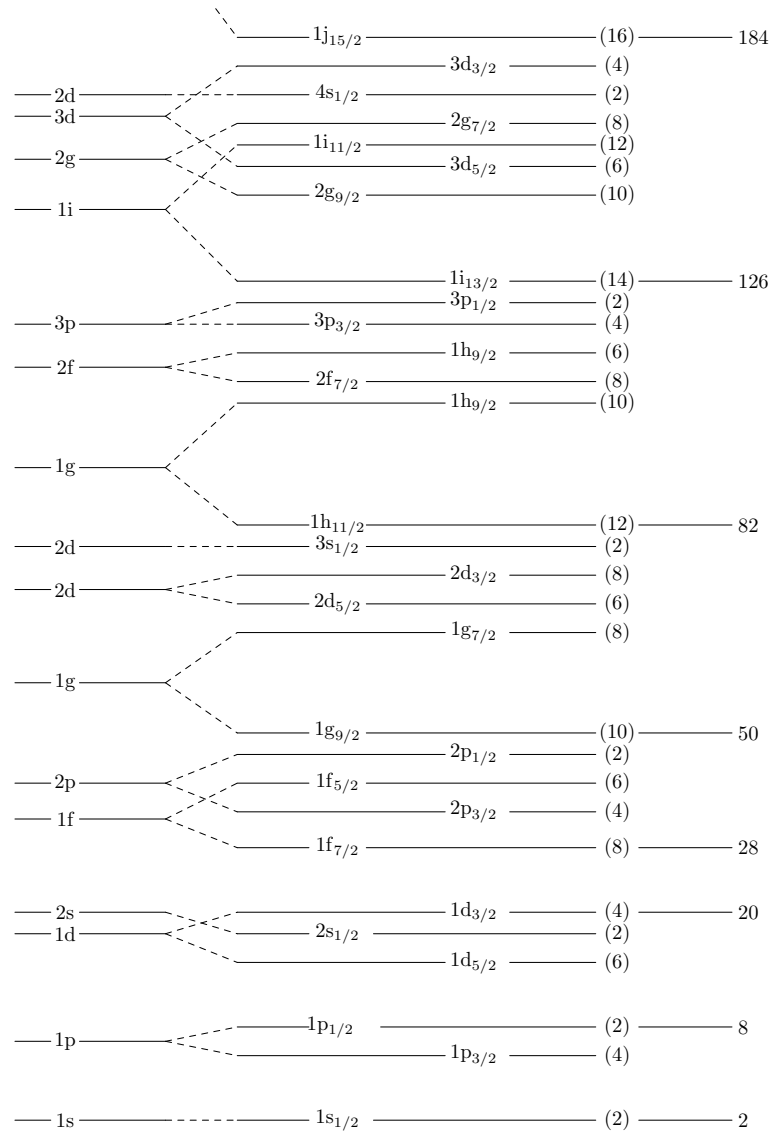 1j15/2 (16) 184
3d3/2 (4)
2d 4s1/2 (2)
3d
2g7/2 (8)
1i11/2 (12)
2g 3d5/2 (6)
2g9/2 (10)
1i
1i13/2 (14) 126
3p1/2 (2)
3p 3p3/2 (4)
1h9/2 (6)
2f
2f7/2 (8)
1h9/2 (10)
1g
1h11/2 (12) 82
2d 3s1/2 (2)
2d3/2 (8)
2d
2d5/2 (6)
1g7/2 (8)
1g
1g9/2 (10) 50
2p1/2 (2)
2p 1f5/2 (6)
2p3/2 (4)
1f
1f7/2 (8) 28
2s 1d3/2 (4) 20
1d 2s1/2 (2)
1d5/2 (6)
1p1/2 (2) 8
1p
1p3/2 (4)
1s 1s1/2 (2) 2